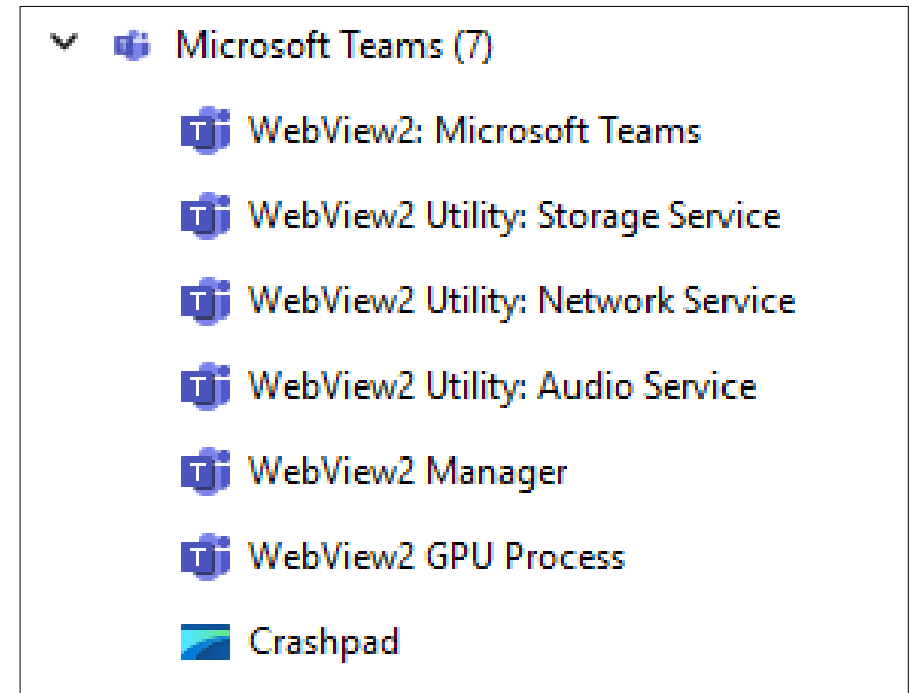 Microsoft Teams (7)
WebView2: Microsoft Teams
WebView2 Utility: Storage Service
WebView2 Utility: Network Service
WebView2 Utility: Audio Service
WebView2 Manager
WebView2 GPU Process
Crashpad